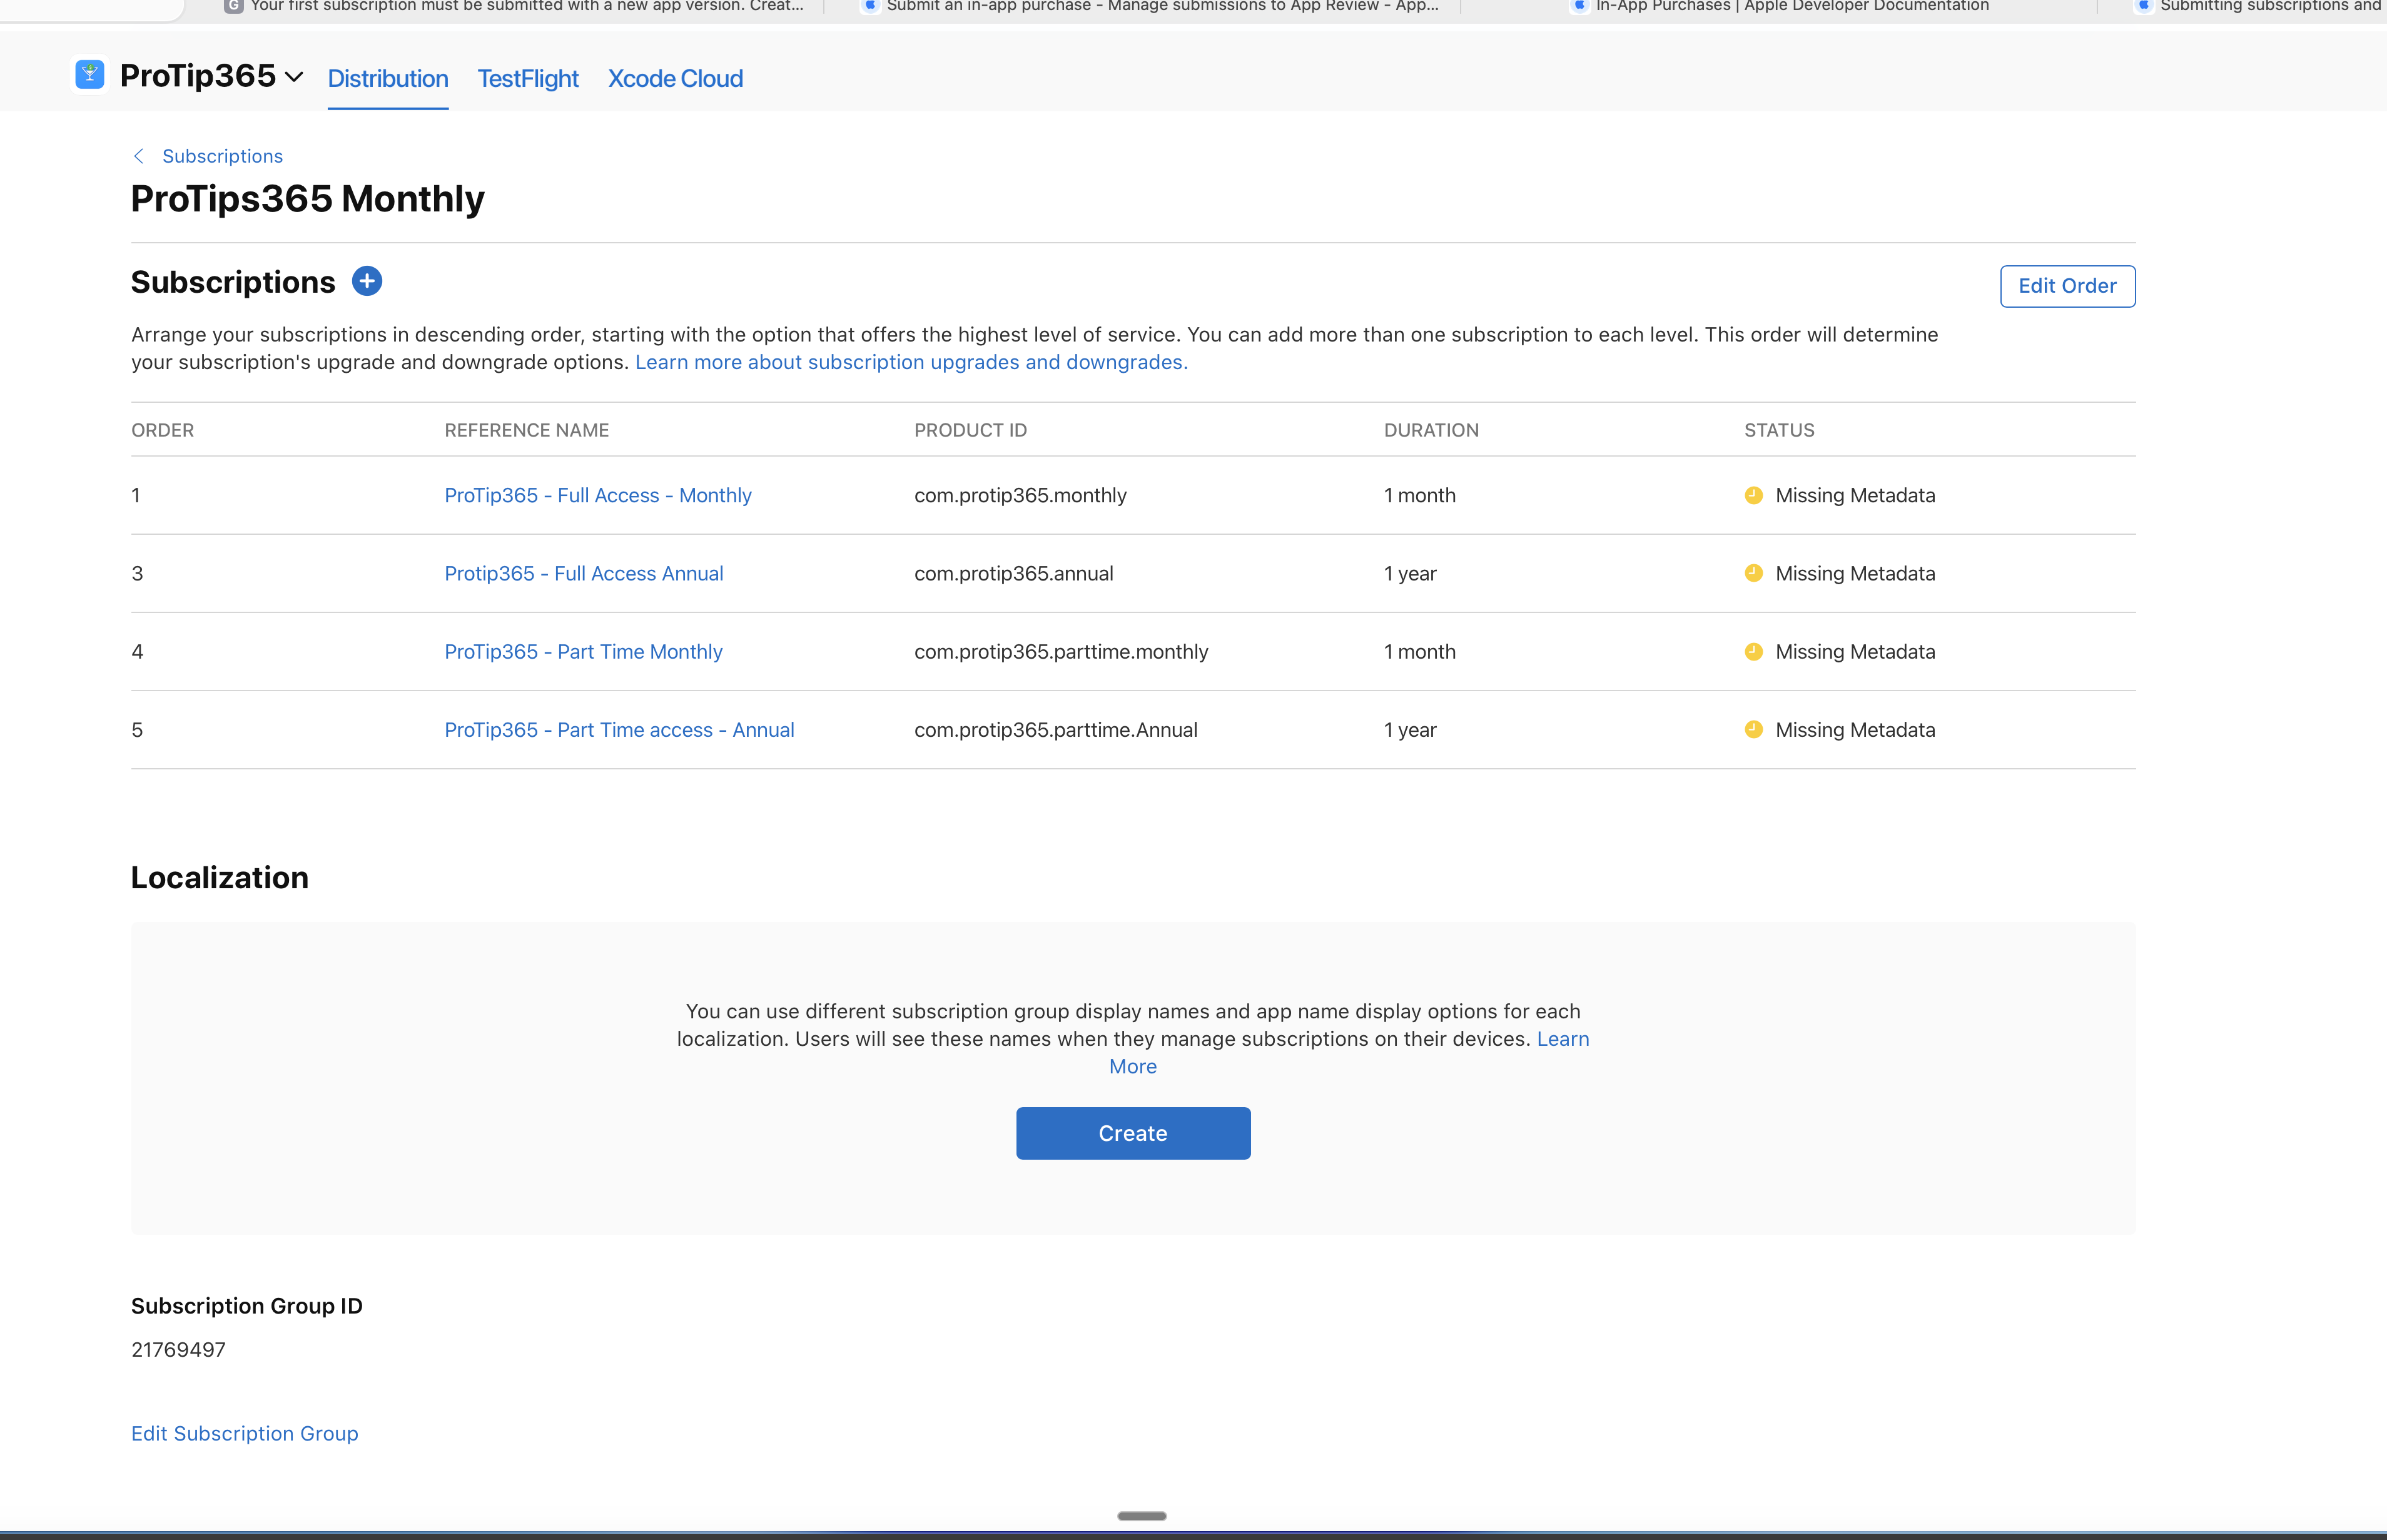 G Your first subscription must be submitted with a new app version. Creat...
Submit an in-app purchase - Manage submissions to App Review - App...
In-App Purchases | Apple Developer Documentation
Submitting subscriptions and
ProTip365
Distribution
TestFlight
Xcode Cloud
Subscriptions
ProTips365 Monthly
Subscriptions
Edit Order
Arrange your subscriptions in descending order, starting with the option that offers the highest level of service. You can add more than one subscription to each level. This order will determine
your subscription's upgrade and downgrade options. Learn more about subscription upgrades and downgrades.
ORDER REFERENCE NAME PRODUCT ID DURATION STATUS
1 ProTip365 - Full Access - Monthly com.protip365.monthly 1 month Missing Metadata
3 Protip365 - Full Access Annual com.protip365.annual 1 year Missing Metadata
4 ProTip365 - Part Time Monthly com.protip365.parttime.monthly 1 month Missing Metadata
5 ProTip365 - Part Time access - Annual com.protip365.parttime.Annual 1 year Missing Metadata
Localization
You can use different subscription group display names and app name display options for each
localization. Users will see these names when they manage subscriptions on their devices. Learn
More
Create
Subscription Group ID
21769497
Edit Subscription Group